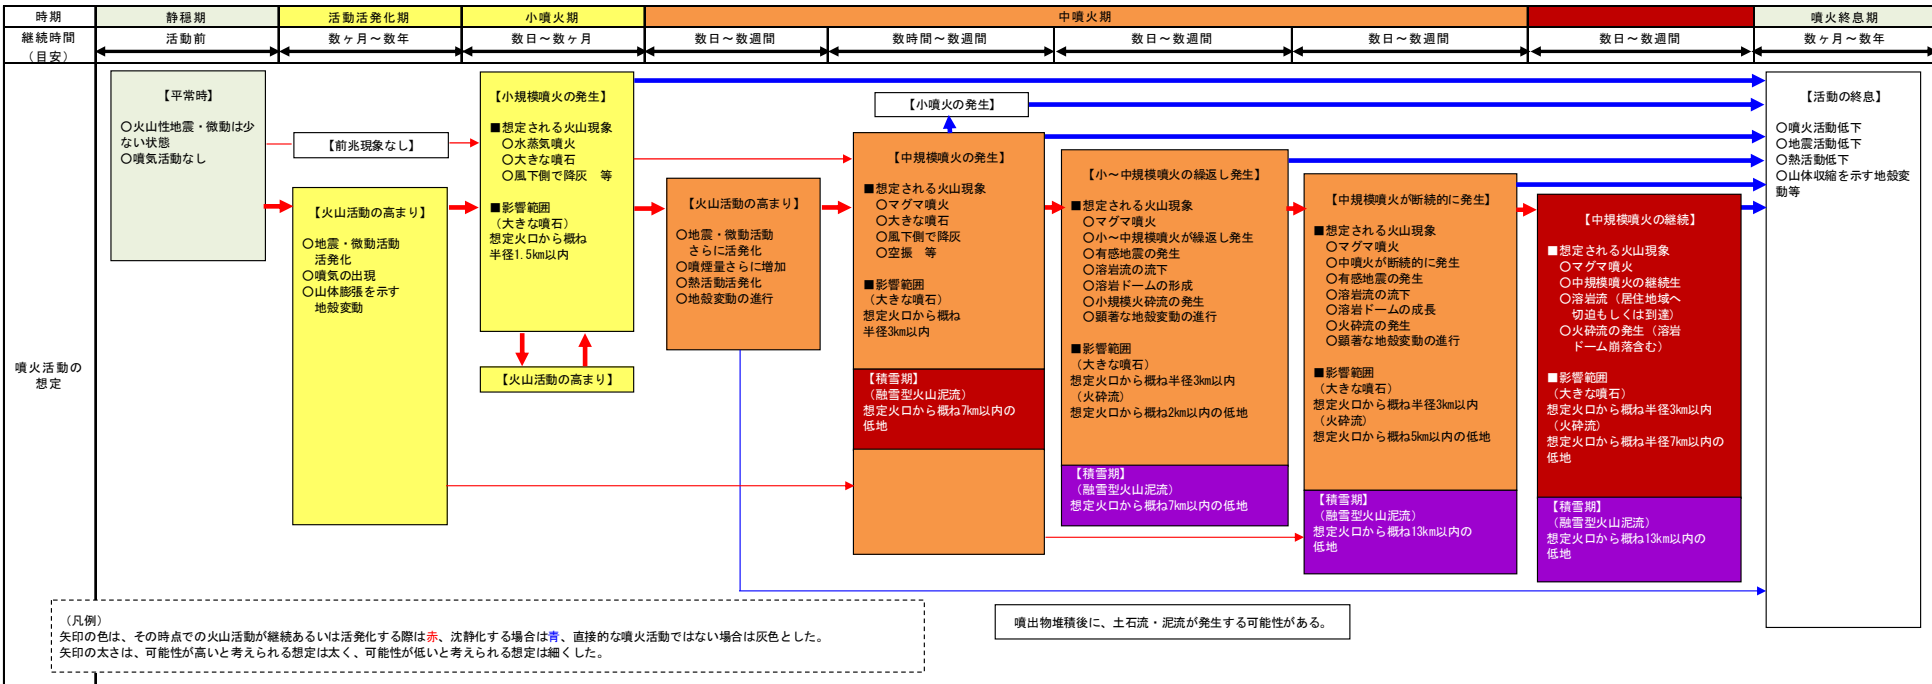 時期
静穏期
活動活発化期
小噴火期
中噴火期
噴火終息期
継続時間
(目安)
活動前
数ヶ月～数年
数日～数ヶ月
数日～数週間
数時間～数週間
数日～数週間
数日～数週間
数日～数週間
数ヶ月～数年
噴火活動の
想定
【平常時】
○火山性地震・微動は少
ない状態
○噴気活動なし
【前兆現象なし】
【火山活動の高まり】
○地震・微動活動
活発化
○噴気の出現
○山体膨張を示す
地殻変動
【小規模噴火の発生】
■想定される火山現象
○水蒸気噴火
○大きな噴石
○風下側で降灰　等
■影響範囲
(大きな噴石)
想定火口から概ね
半径1.5km以内
【火山活動の高まり】
【火山活動の高まり】
○地震・微動活動
さらに活発化
○噴煙量さらに増加
○熱活動活発化
○地殻変動の進行
【小噴火の発生】
【中規模噴火の発生】
■想定される火山現象
○マグマ噴火
○大きな噴石
○風下側で降灰
○空振　等
■影響範囲
(大きな噴石)
想定火口から概ね
半径3km以内
【積雪期】
(融雪型火山泥流)
想定火口から概ね7km以内の
低地
【小～中規模噴火の繰返し発生】
■想定される火山現象
○マグマ噴火
○小～中規模噴火が繰返し発生
○有感地震の発生
○溶岩流の流下
○溶岩ドームの形成
○小規模火砕流の発生
○顕著な地殻変動の進行
■影響範囲
(大きな噴石)
想定火口から概ね半径3km以内
(火砕流)
想定火口から概ね2km以内の低地
【積雪期】
(融雪型火山泥流)
想定火口から概ね7km以内の低地
【中規模噴火が断続的に発生】
■想定される火山現象
○マグマ噴火
○中噴火が断続的に発生
○有感地震の発生
○溶岩流の流下
○溶岩ドームの成長
○火砕流の発生
○顕著な地殻変動の進行
■影響範囲
(大きな噴石)
想定火口から概ね半径3km以内
(火砕流)
想定火口から概ね5km以内の低地
【積雪期】
(融雪型火山泥流)
想定火口から概ね13km以内の
低地
【中規模噴火の継続】
■想定される火山現象
○マグマ噴火
○中規模噴火の継続生
○溶岩流（居住地域へ
切迫もしくは到達）
○火砕流の発生（溶岩
ドーム崩落含む）
■影響範囲
(大きな噴石)
想定火口から概ね半径3km以内
(火砕流)
想定火口から概ね半径7km以内の
低地
【積雪期】
(融雪型火山泥流)
想定火口から概ね13km以内の
低地
【活動の終息】
○噴火活動低下
○地震活動低下
○熱活動低下
○山体収縮を示す地殻変
動等
(凡例)
矢印の色は、その時点での火山活動が継続あるいは活発化する際は赤、沈静化する場合は青、直接的な噴火活動ではない場合は灰色とした。
矢印の太さは、可能性が高いと考えられる想定は太く、可能性が低いと考えられる想定は細くした。
噴出物堆積後に、土石流・泥流が発生する可能性がある。